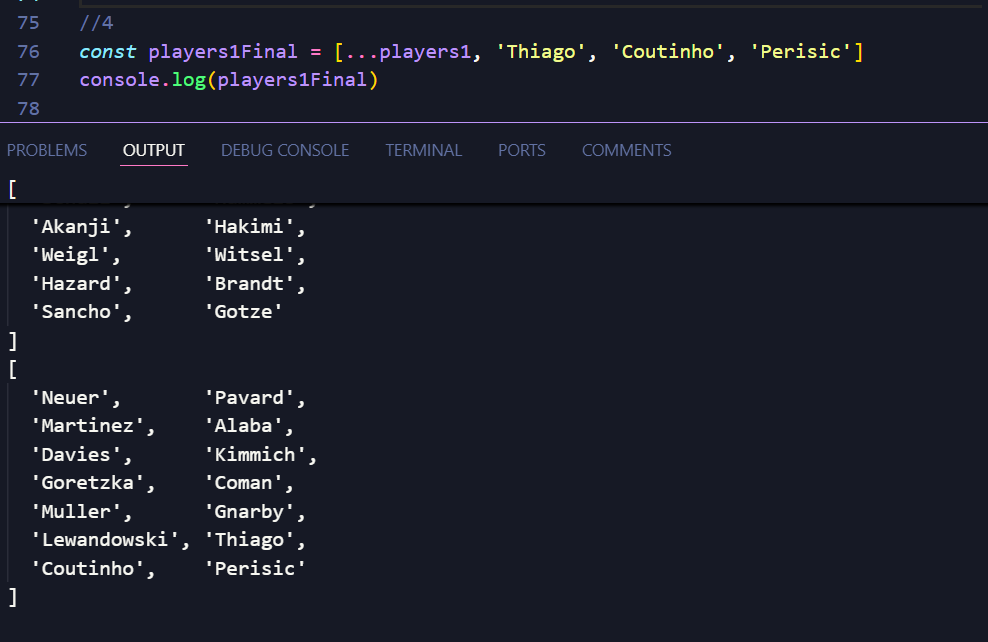 75 //4
76 const players1Final = [...players1, 'Thiago', 'Coutinho', 'Perisic']
77 console.log(players1Final)
78
PROBLEMS OUTPUT DEBUG CONSOLE TERMINAL PORTS COMMENTS
[
'Akanji', 'Hakimi',
'Weigl', 'Witsel',
'Hazard', 'Brandt',
'Sancho', 'Gotze'
]
[
'Neuer', 'Pavard',
'Martinez', 'Alaba',
'Davies', 'Kimmich',
'Goretzka', 'Coman',
'Muller', 'Gnarby',
'Lewandowski', 'Thiago',
'Coutinho', 'Perisic'
]